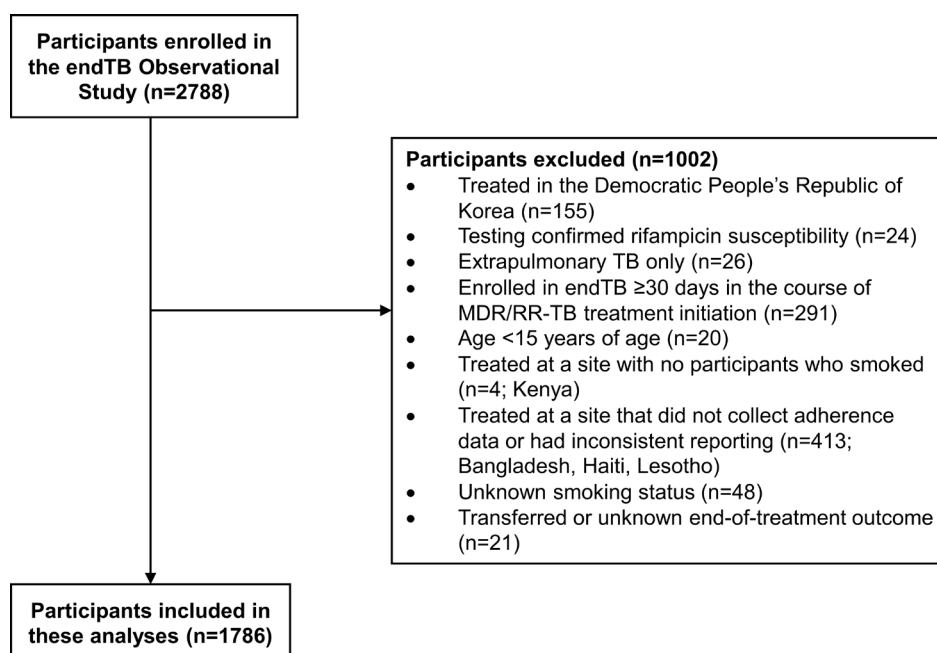 Participants enrolled in
the endTB Observational
Study (n=2788)
Participants excluded (n=1002)
• Treated in the Democratic People’s Republic of
Korea (n=155)
• Testing confirmed rifampicin susceptibility (n=24)
• Extrapulmonary TB only (n=26)
• Enrolled in endTB ≥30 days in the course of
MDR/RR-TB treatment initiation (n=291)
• Age <15 years of age (n=20)
• Treated at a site with no participants who smoked
(n=4; Kenya)
• Treated at a site that did not collect adherence
data or had inconsistent reporting (n=413;
Bangladesh, Haiti, Lesotho)
• Unknown smoking status (n=48)
• Transferred or unknown end-of-treatment outcome
(n=21)
Participants included in
these analyses (n=1786)